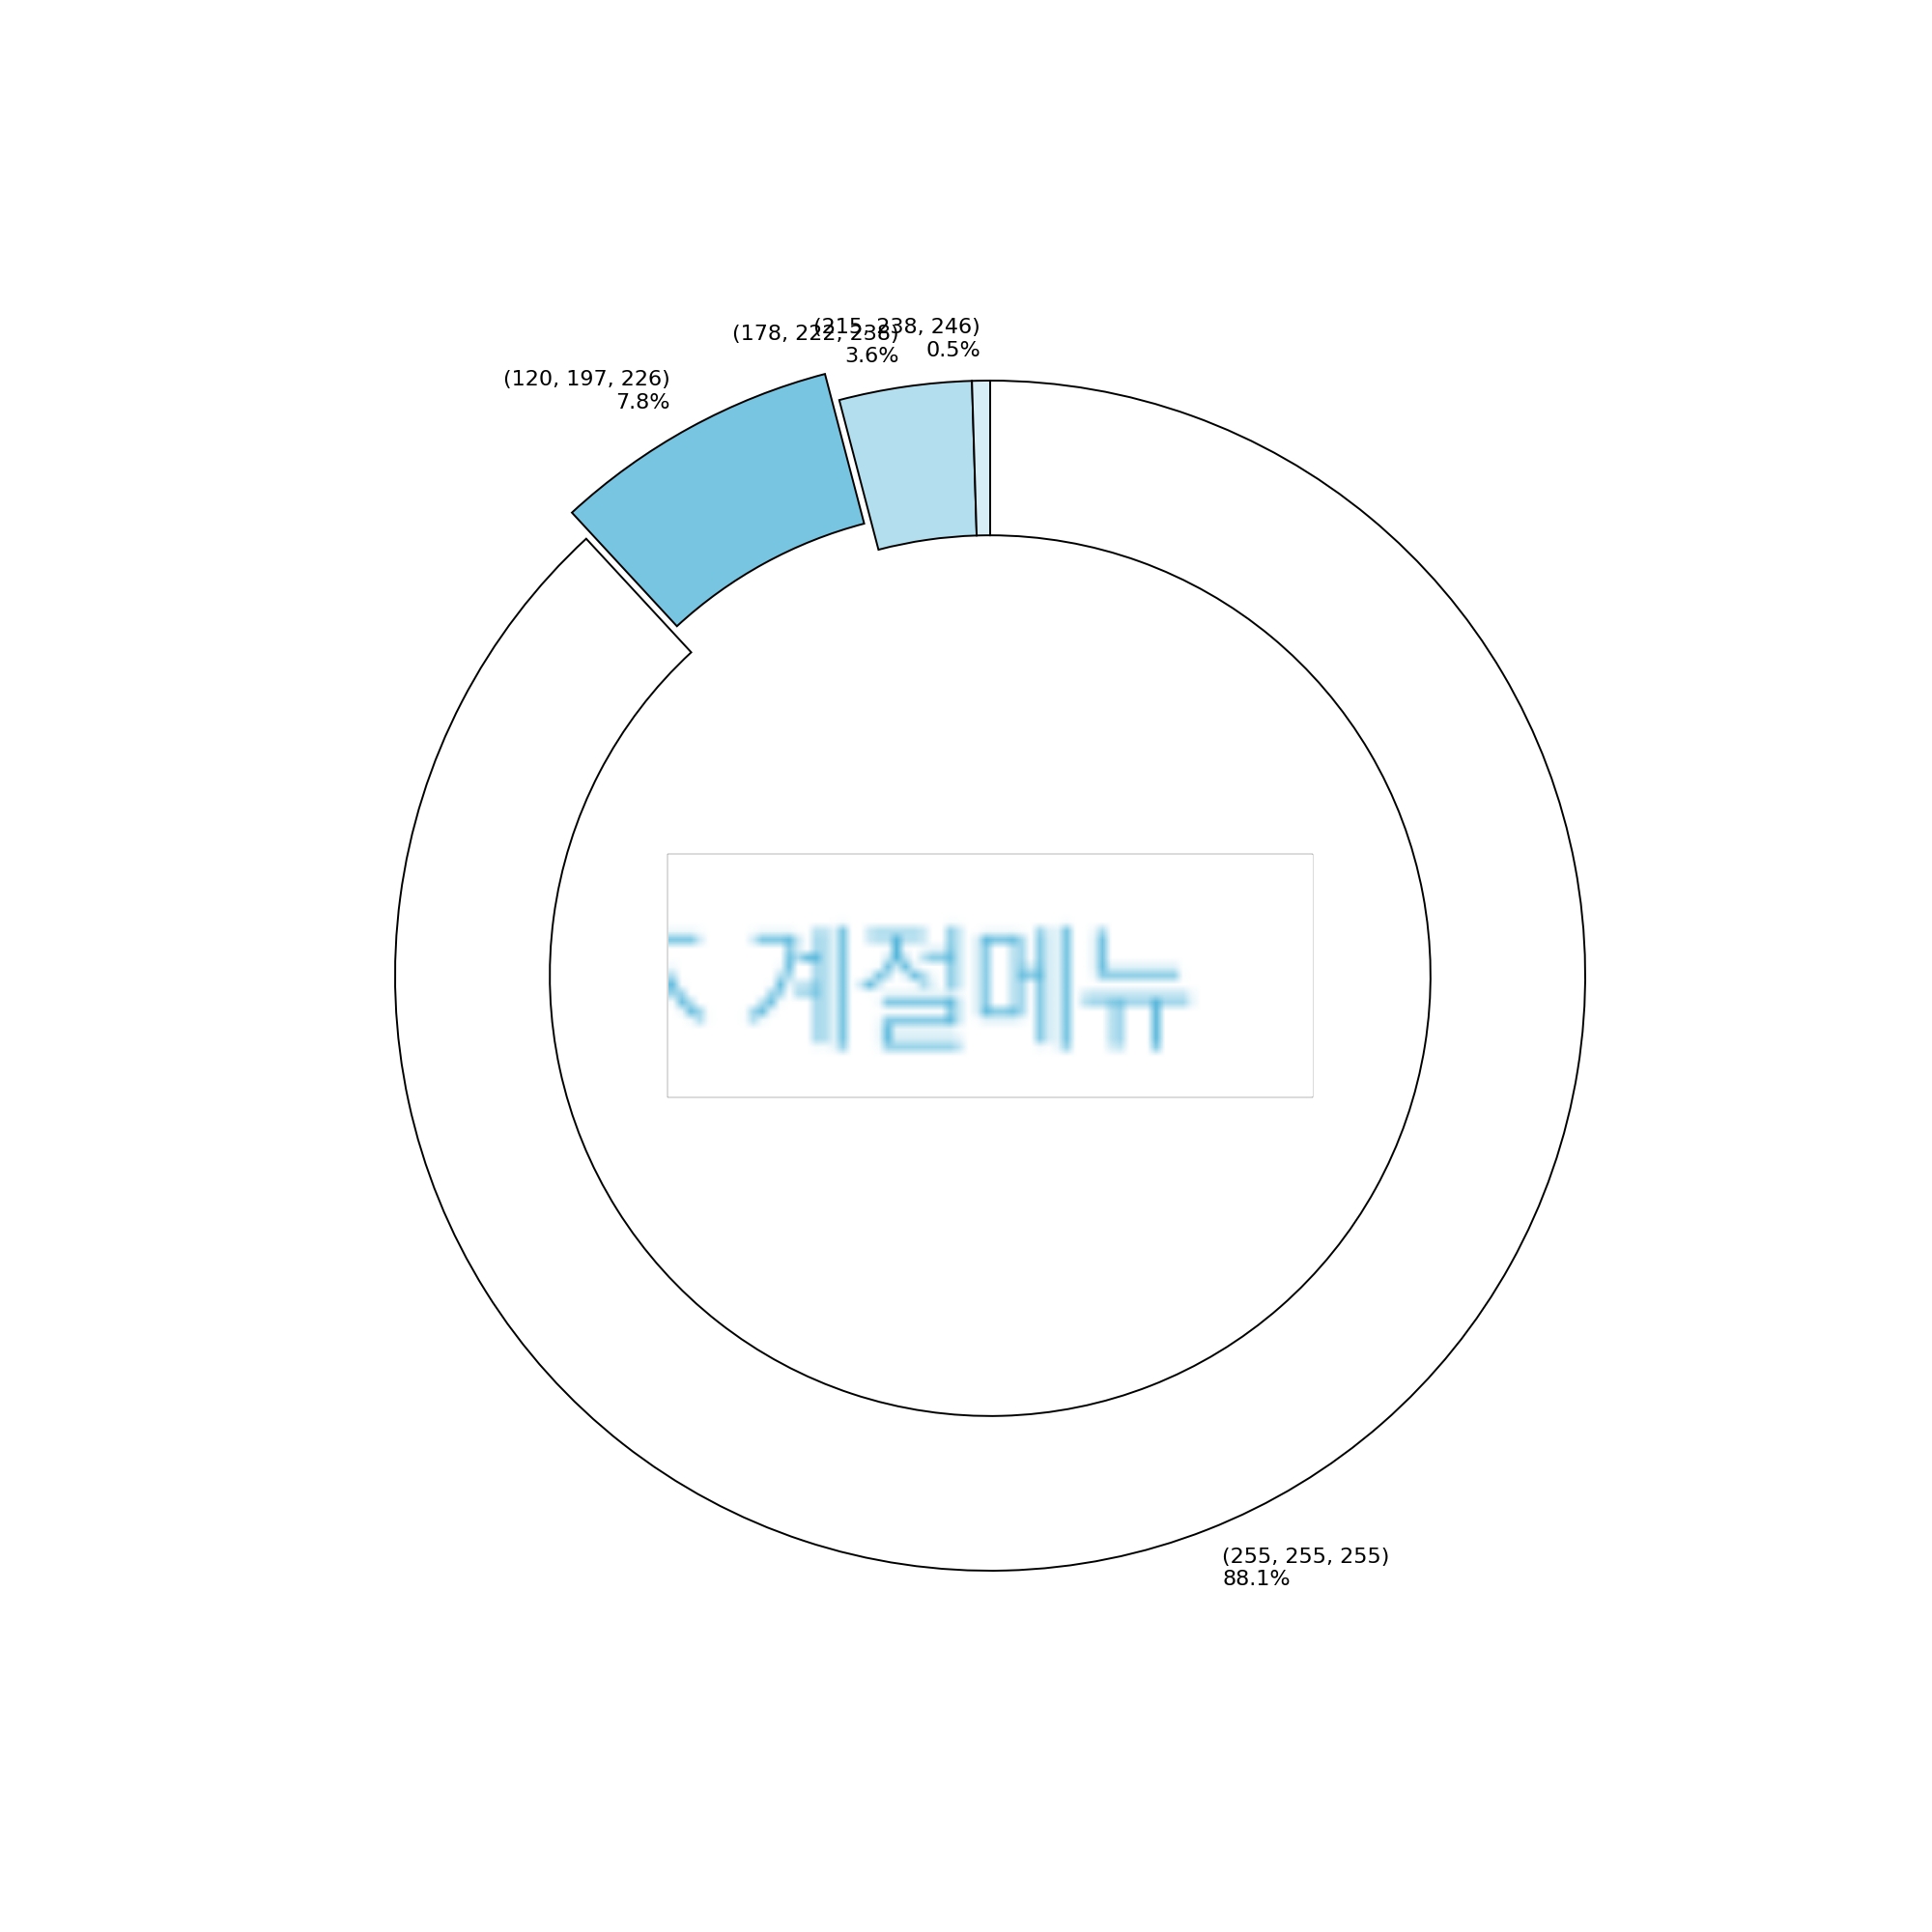 (215, 238, 246)
0.5%
(178, 222, 238)
3.6%
(120, 197, 226)
7.8%
계절메뉴
(255, 255, 255)
88.1%